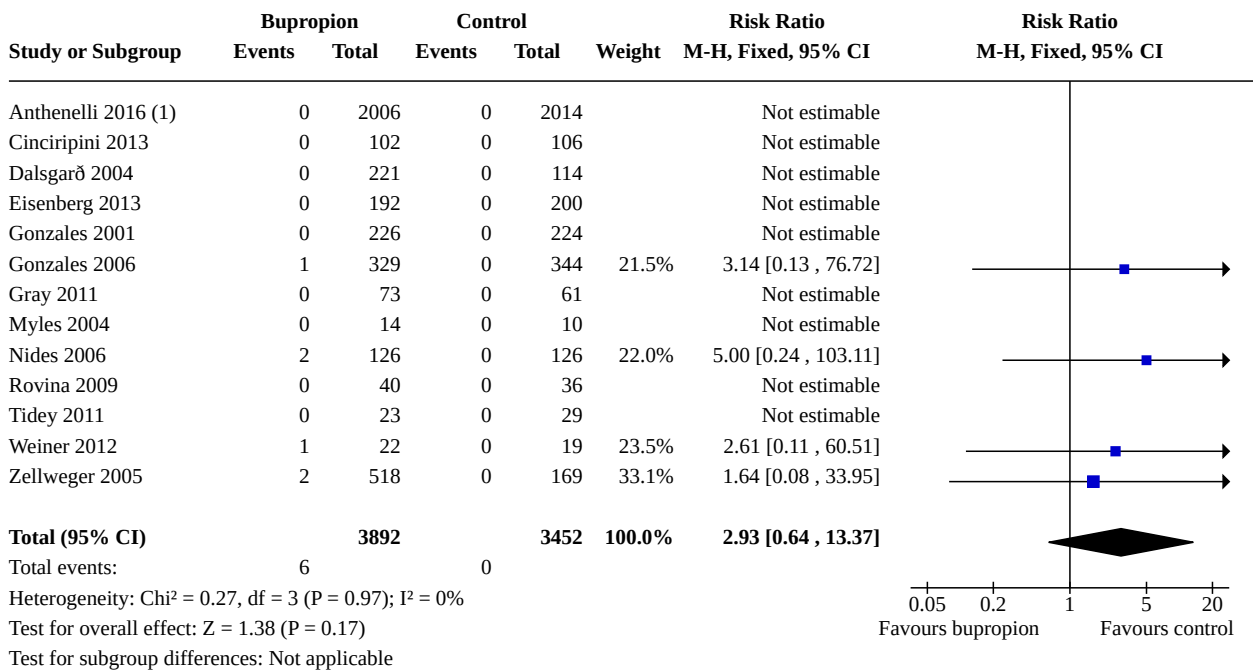 Bupropion Control Risk Ratio Risk Ratio
Study or Subgroup Events Total Events Total Weight M-H, Fixed, 95% CI M-H, Fixed, 95% CI
Anthenelli 2016 (1) 0 2006 0 2014 Not estimable
Cinciripini 2013 0 102 0 106 Not estimable
Dalsgarð 2004 0 221 0 114 Not estimable
Eisenberg 2013 0 192 0 200 Not estimable
Gonzales 2001 0 226 0 224 Not estimable
Gonzales 2006 1 329 0 344 21.5% 3.14 [0.13 , 76.72]
Gray 2011 0 73 0 61 Not estimable
Myles 2004 0 14 0 10 Not estimable
Nides 2006 2 126 0 126 22.0% 5.00 [0.24 , 103.11]
Rovina 2009 0 40 0 36 Not estimable
Tidey 2011 0 23 0 29 Not estimable
Weiner 2012 1 22 0 19 23.5% 2.61 [0.11 , 60.51]
Zellweger 2005 2 518 0 169 33.1% 1.64 [0.08 , 33.95]
Total (95% CI) 3892 3452 100.0% 2.93 [0.64 , 13.37]
Total events: 6 0
Heterogeneity: Chi² = 0.27, df = 3 (P = 0.97); I² = 0%
0.05 0.2 1 5 20
Test for overall effect: Z = 1.38 (P = 0.17)
Favours bupropion Favours control
Test for subgroup differences: Not applicable